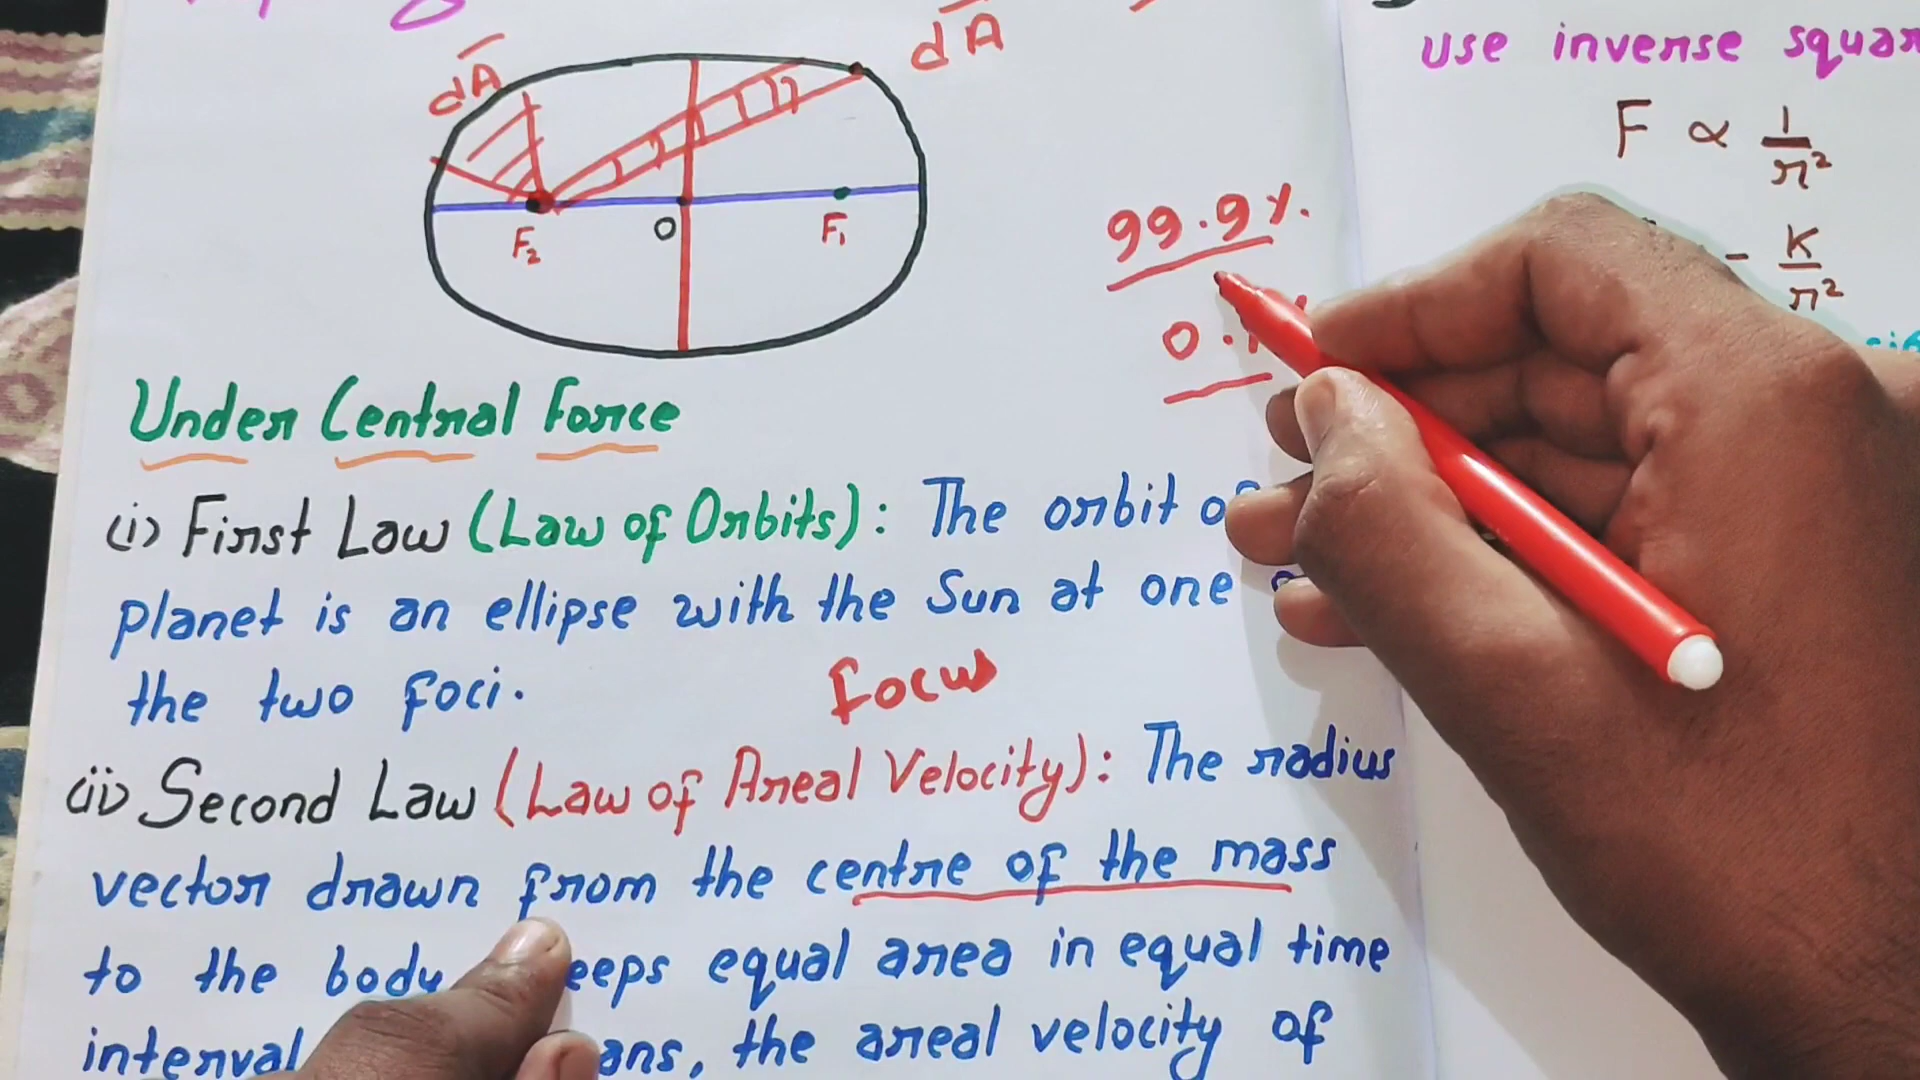 dA
dA
F₂
O
F₁
99.9%.
0.
Under Central Force
(i) First Law (Law of Orbits): The orbit of
planet is an ellipse with the Sun at one
the two foci.
Focus
(ii) Second Law (Law of Areal Velocity): The radius
vector drawn from the centre of the mass
to the body eeps equal area in equal time
interval ans, the areal velocity of
use inverse squar
F ∝ 1/r²
- K/r²